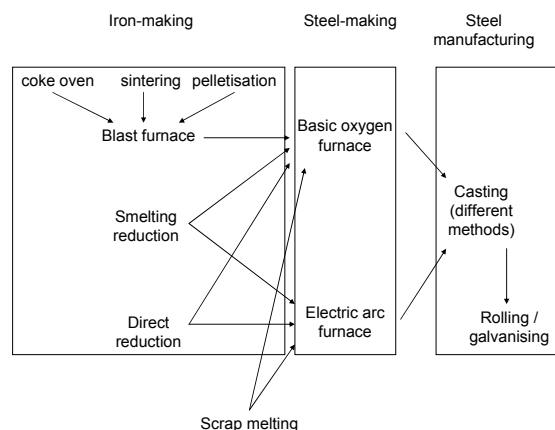 Iron-making
Steel-making
Steel
manufacturing
coke oven
sintering
pelletisation
Blast furnace
Basic oxygen
furnace
Smelting
reduction
Casting
(different
methods)
Direct
reduction
Electric arc
furnace
Rolling /
galvanising
Scrap melting